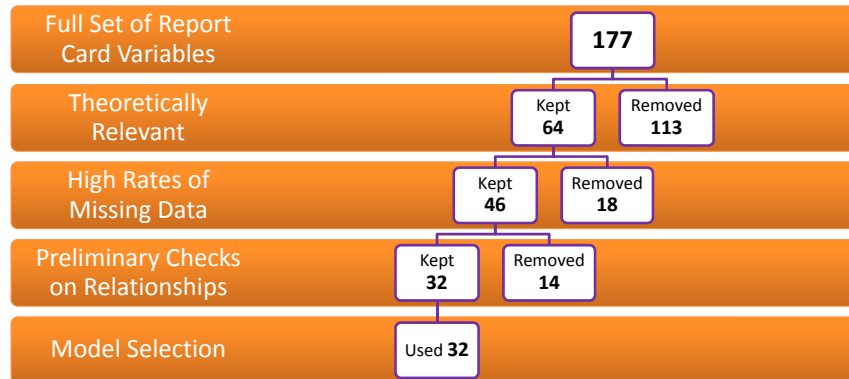 Full Set of Report
Card Variables
177
Theoretically
Relevant
Kept
64
Removed
113
High Rates of
Missing Data
Kept
46
Removed
18
Preliminary Checks
on Relationships
Kept
32
Removed
14
Model Selection
Used 32